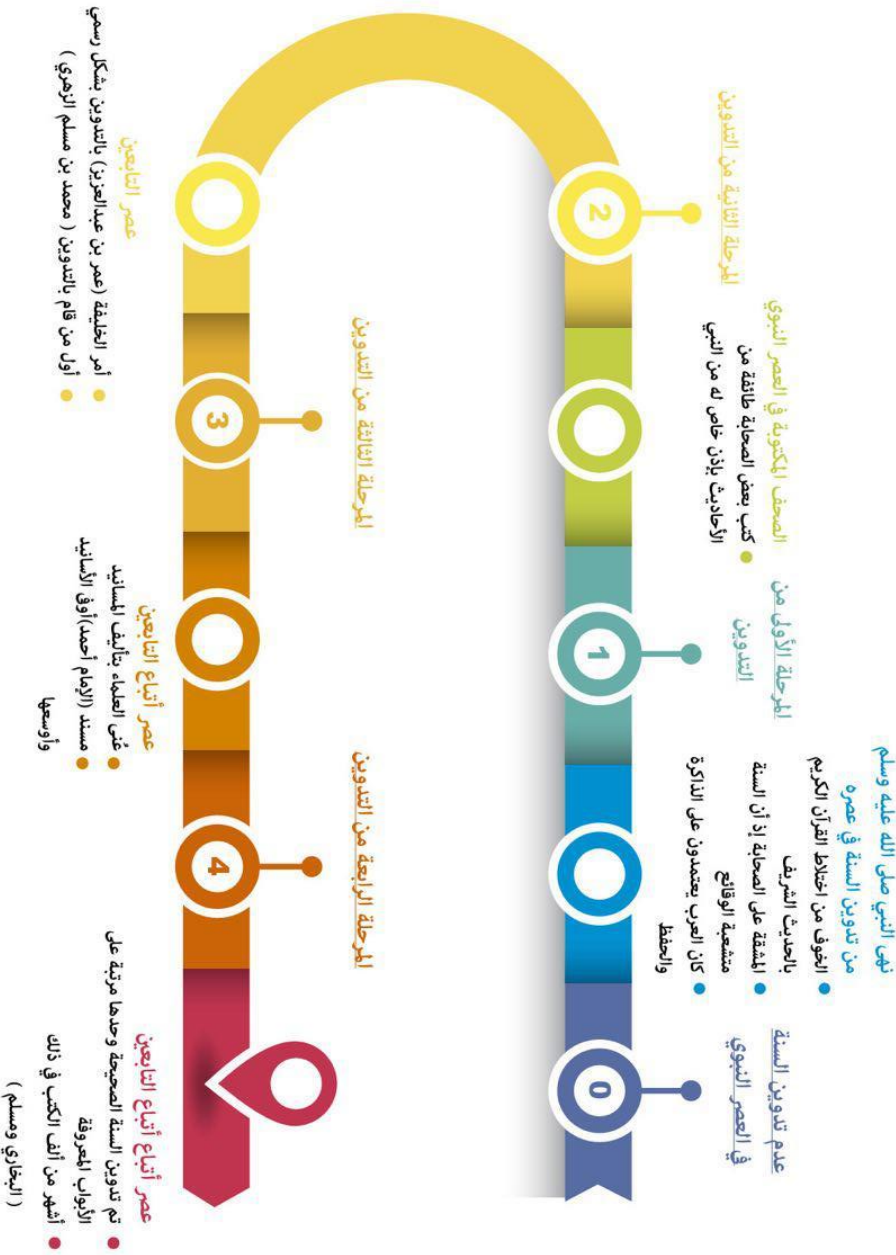 عدم تدوين السنة
في العصر النبوي
0
نهى النبي صلى الله عليه وسلم
من تدوين السنة في عصره
الخوف من اختلاط القرآن الكريم
بالحديث الشريف
المشقة على الصحابة إذ أن السنة
متشعبة الوقائع
كان العرب يعتمدون على الذاكرة
والحفظ
المرحلة الأولى من
التدوين
1
الصحف المكتوبة في العصر النبوي
كتب بعض الصحابة طائفة من
الأحاديث بإذن خاص له من النبي
المرحلة الثانية من التدوين
2
عصر التابعين
أمر الخليفة (عمر بن عبدالعزيز) بالتدوين بشكل رسمي
أول من قام بالتدوين ( محمد بن مسلم الزهري )
المرحلة الثالثة من التدوين
3
عصر أتباع التابعين
عُنى العلماء بتأليف المسانيد
مسند (الإمام أحمد)أوفى الأسانيد
وأوسعها
المرحلة الرابعة من التدوين
4
عصر أتباع أتباع التابعين
تم تدوين السنة الصحيحة وحدها مرتبة على
الأبواب المعروفة
أشهر من ألف الكتب في ذلك
( البخاري ومسلم )